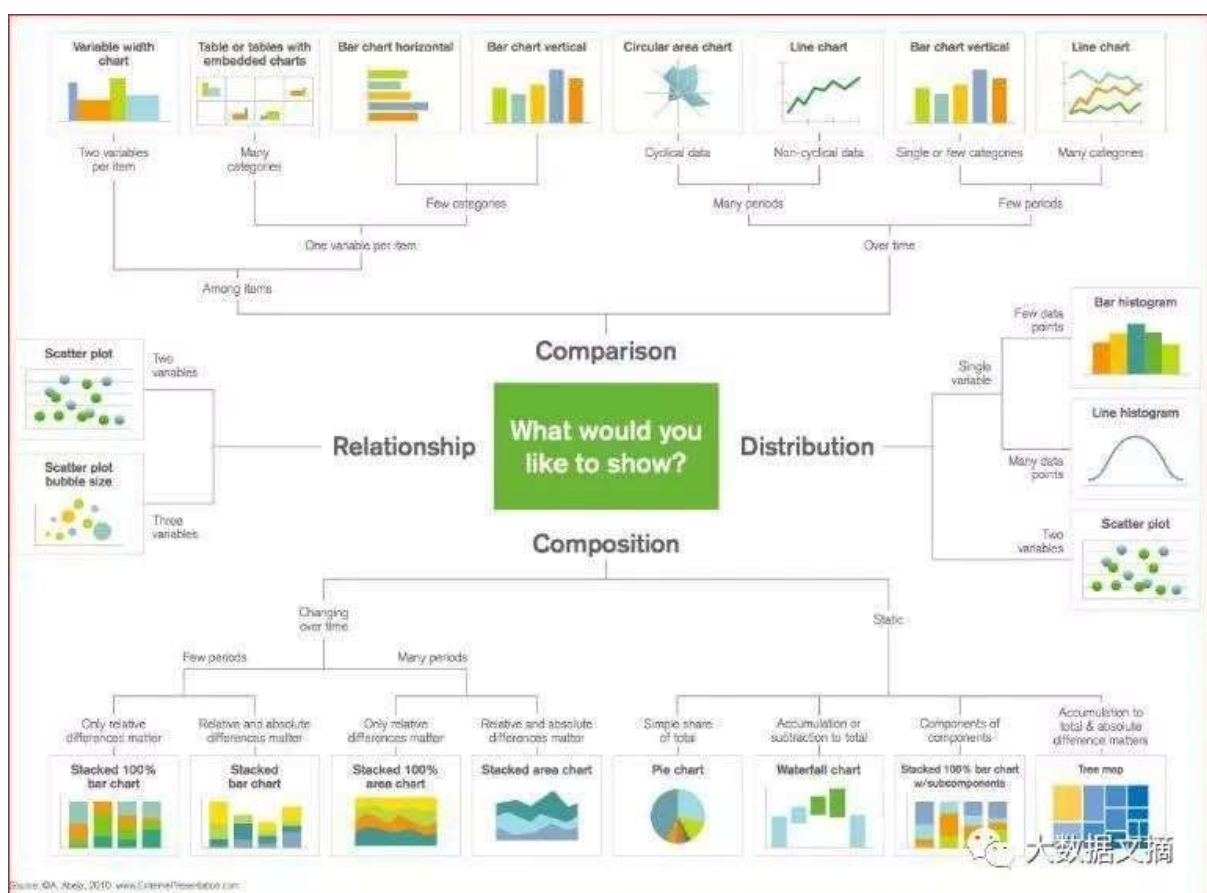 Variable width
chart
Table or tables with
embedded charts
Bar chart horizontal
Bar chart vertical
Circular area chart
Line chart
Bar chart vertical
Line chart
Two variables
per item
Many
categories
Cyclical data
Non-cyclical data
Single or few categories
Many categories
Few categories
Many periods
Few periods
One variable per item
Over time
Among items
Comparison
Scatter plot
Two
variables
Relationship
Scatter plot
bubble size
Three
variables
What would you
like to show?
Distribution
Single
variable
Few data
points
Bar histogram
Many data
points
Line histogram
Two
variables
Scatter plot
Composition
Changing
over time
Static
Few periods
Many periods
Only relative
differences matter
Relative and absolute
differences matter
Only relative
differences matter
Relative and absolute
differences matter
Simple share
of total
Accumulation or
subtraction to total
Components of
components
Accumulation to
total & absolute
difference matters
Stacked 100%
bar chart
Stacked
bar chart
Stacked 100%
area chart
Stacked area chart
Pie chart
Waterfall chart
Stacked 100% bar chart
w/subcomponents
Tree map
大数据文摘
Source: ©A. Abela, 2010. www.ExtremePresentation.com